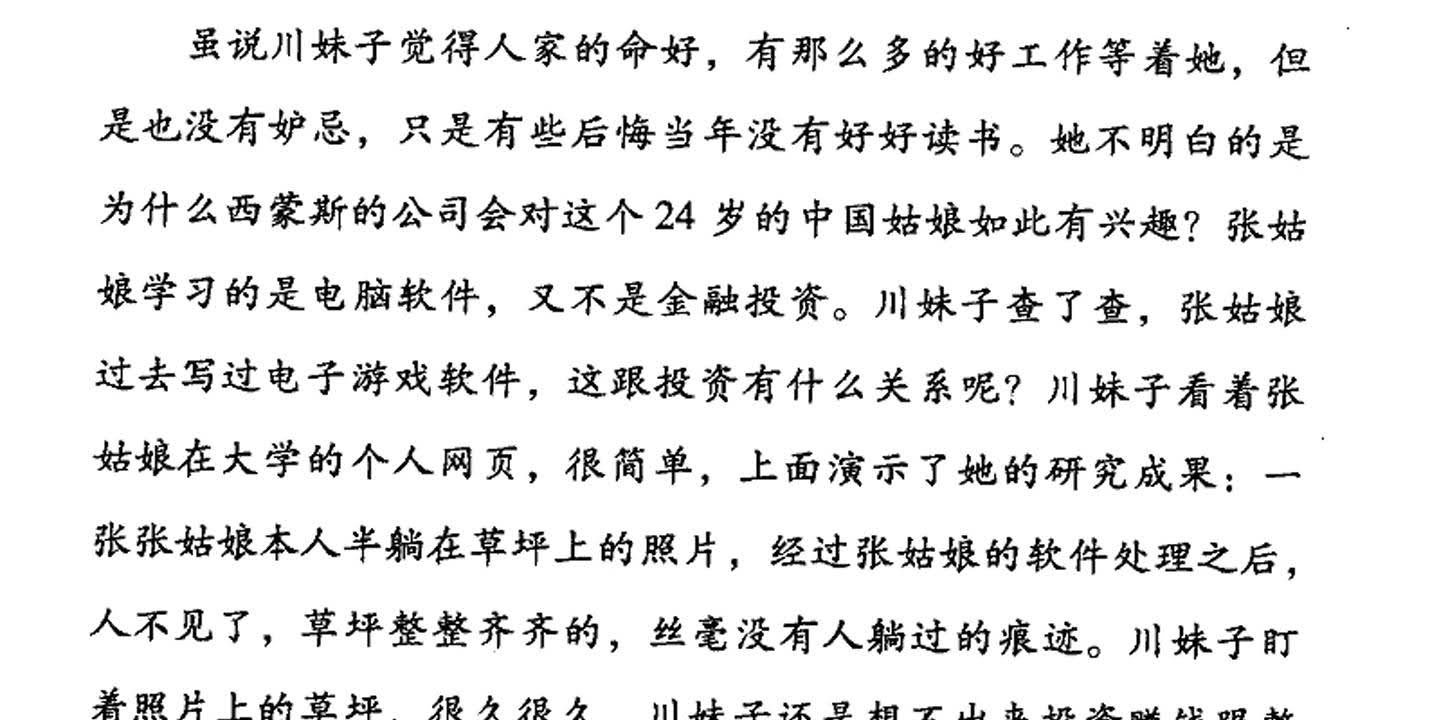 虽说川妹子觉得人家的命好，有那么多的好工作等着她，但
是也没有妒忌，只是有些后悔当年没有好好读书。她不明白的是
为什么西蒙斯的公司会对这个24 岁的中国姑娘如此有兴趣？张姑
娘学习的是电脑软件，又不是金融投资。川妹子查了查，张姑娘
过去写过电子游戏软件，这跟投资有什么关系呢？川妹子看着张
姑娘在大学的个人网页，很简单，上面演示了她的研究成果：一
张张姑娘本人半躺在草坪上的照片，经过张姑娘的软件处理之后，
人不见了，草坪整整齐齐的，丝毫没有人躺过的痕迹。川妹子盯
着照片上的草坪，很久很久，川妹子还是想不出来投资赚钱跟整